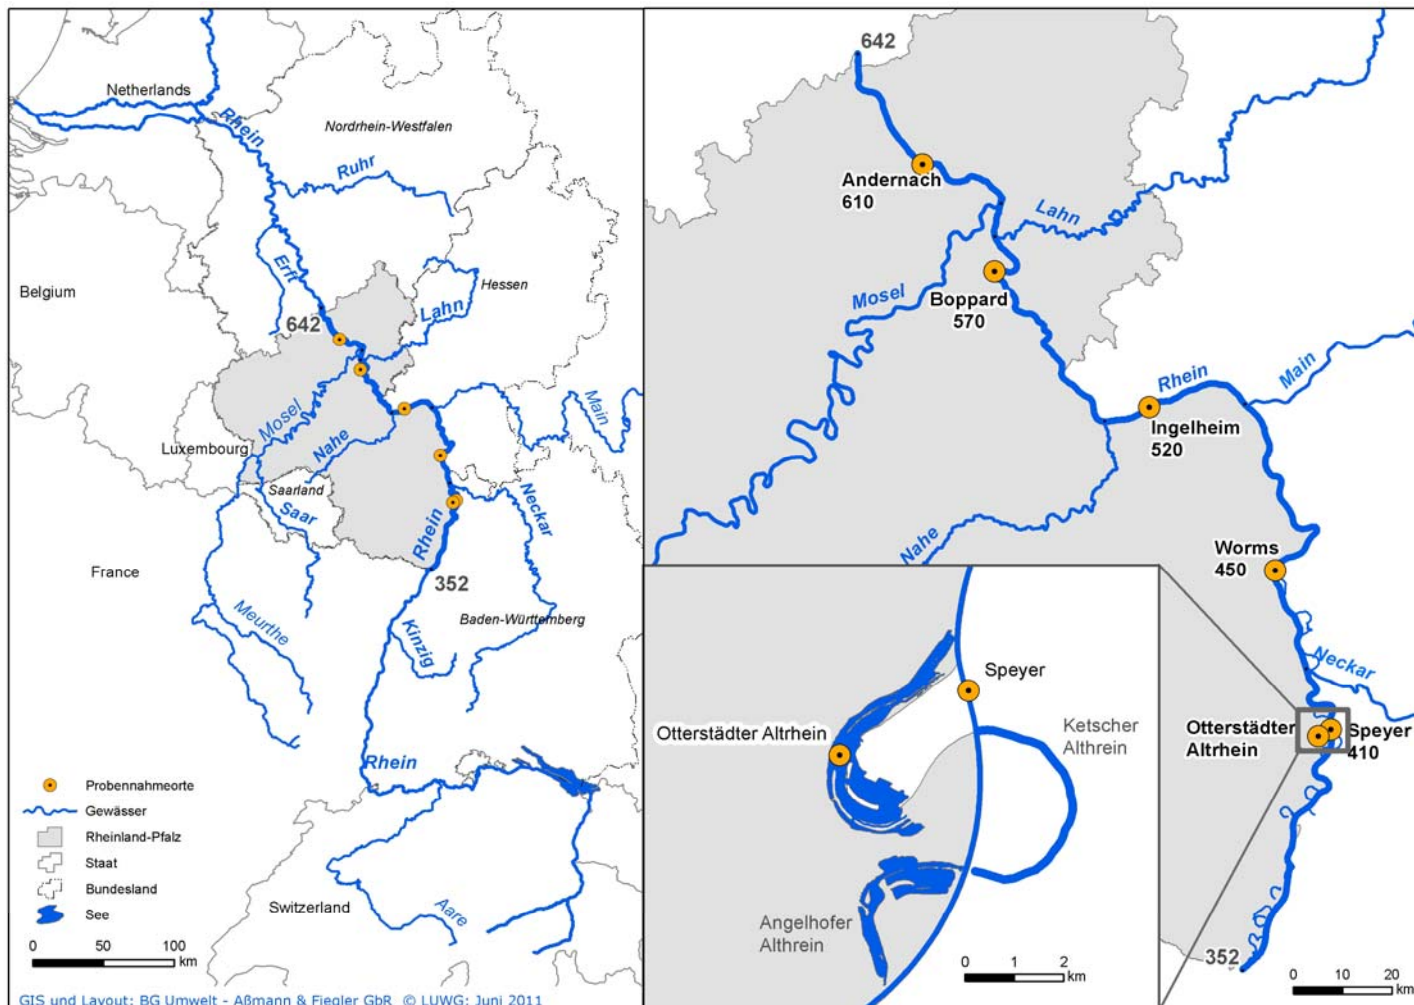 Netherlands
Rhein
Nordrhein-Westfalen
Ruhr
Belgium
Erft
Hessen
Lahn
642
Mosel
Main
Luxembourg
Nahe
Saarland
Saar
Neckar
Rhein
France
352
Meurthe
Kinzig
Baden-Württemberg
Rhein
Probennahmeorte
Gewässer
Rheinland-Pfalz
Staat
Bundesland
See
Switzerland
Aare
0 50 100
km
GIS und Layout: BG Umwelt - Aßmann & Fiegler GbR © LUWG; Juni 2011
642
Andernach
610
Lahn
Mosel
Boppard
570
Rhein
Main
Ingelheim
520
Nahe
Worms
450
Neckar
Otterstädter
Altrhein
Speyer
410
352
0 10 20
km
Speyer
Otterstädter Altrhein
Ketscher
Althrein
Angelhofer
Althrein
0 1 2
km